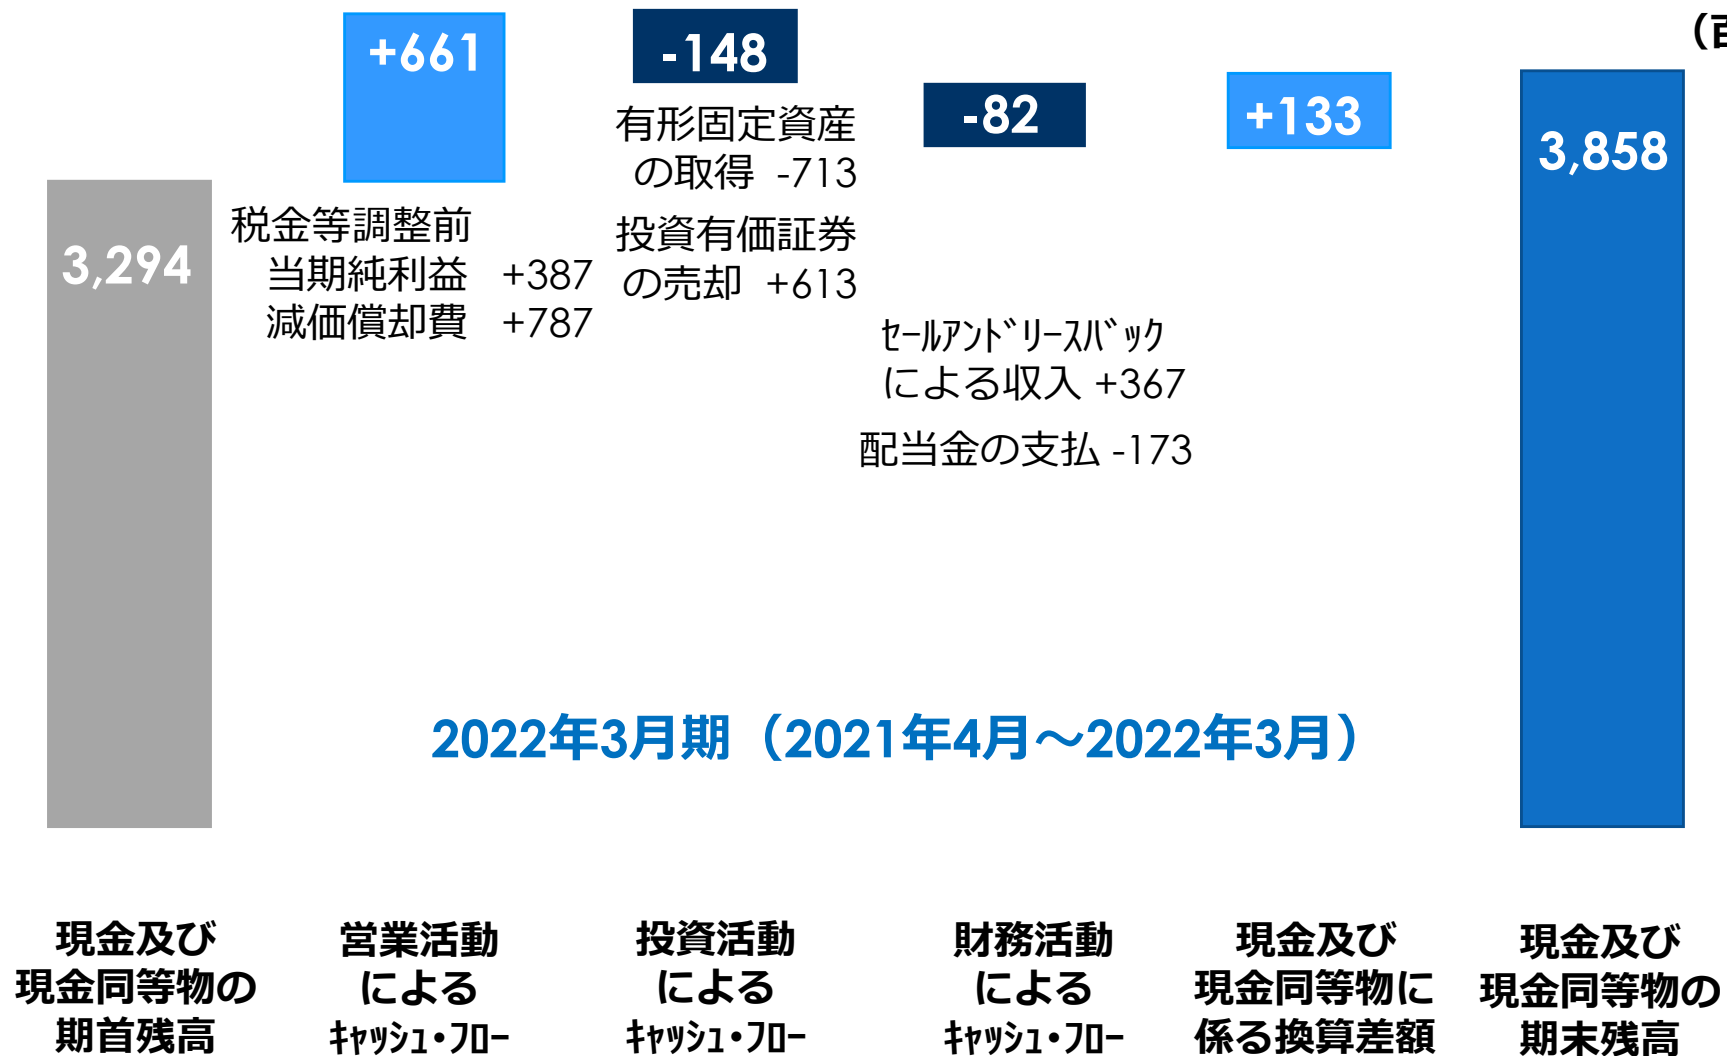 （百
+661
-148
-82
+133
3,858
3,294
有形固定資産
の取得 -713
投資有価証券
の売却 +613
税金等調整前
当期純利益 +387
減価償却費 +787
ｾｰﾙｱﾝﾄﾞﾘｰｽﾊﾞｯｸ
による収入 +367
配当金の支払 -173
2022年3月期（2021年4月～2022年3月）
現金及び
現金同等物の
期首残高
営業活動
による
ｷｬｯｼｭ・ﾌﾛｰ
投資活動
による
ｷｬｯｼｭ・ﾌﾛｰ
財務活動
による
ｷｬｯｼｭ・ﾌﾛｰ
現金及び
現金同等物に
係る換算差額
現金及び
現金同等物の
期末残高